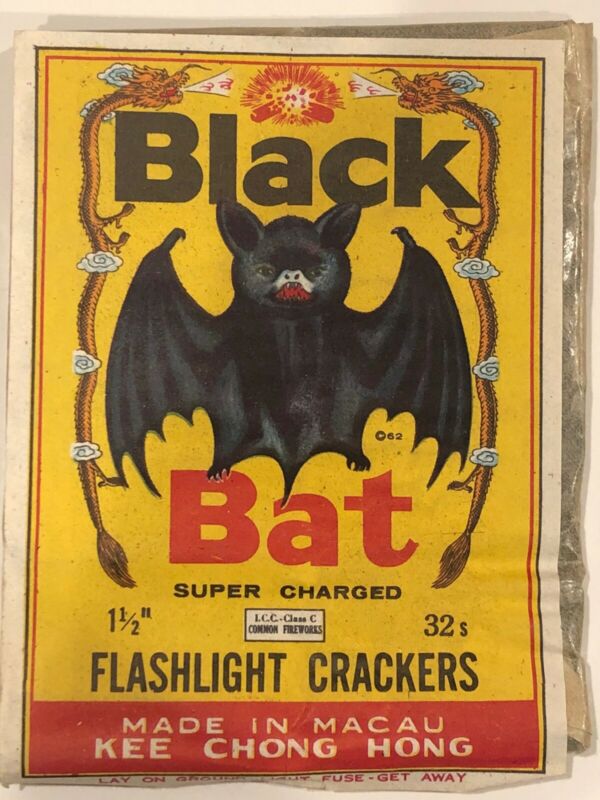 Black
©62
Bat
SUPER CHARGED
1½"
I.C.C.-Class C
COMMON FIREWORKS
32s
FLASHLIGHT CRACKERS
MADE IN MACAU
KEE CHONG HONG
LAY ON GROUND-LIGHT FUSE-GET AWAY